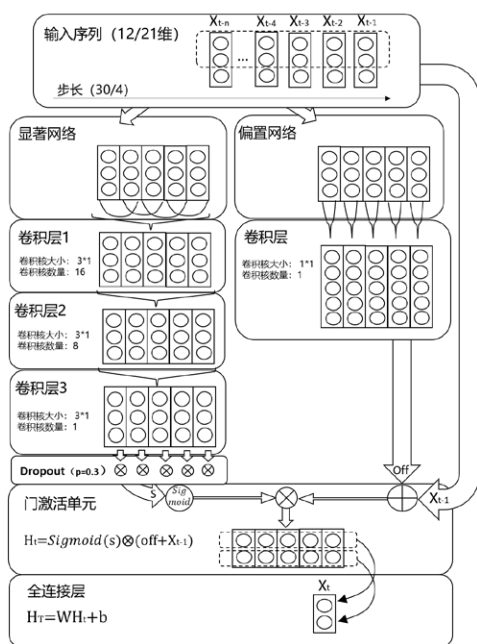 输入序列（12/21维）
Xt-n Xt-4 Xt-3 Xt-2 Xt-1
...
步长（30/4）
显著网络
偏置网络
卷积层1
卷积核大小：3*1
卷积核数量：16
卷积层
卷积核大小：1*1
卷积核数量：1
卷积层2
卷积核大小：3*1
卷积核数量：8
卷积层3
卷积核大小：3*1
卷积核数量：1
Dropout（p=0.3）
Off
S
Sig
moid
Xt-1
门激活单元
Ht=Sigmoid(s)⊗(off+Xt-1)
全连接层
Xt
HT=WHt+b